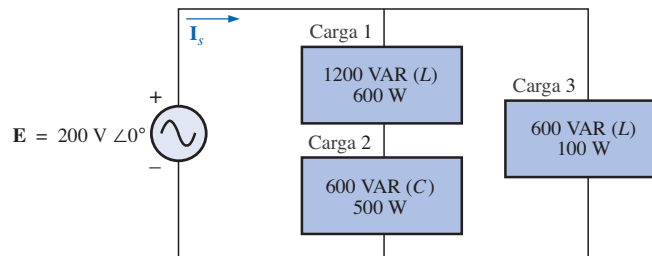 I_s
Carga 1
1200 VAR (L)
600 W
Carga 3
+
E = 200 V ∠0°
600 VAR (L)
100 W
Carga 2
–
600 VAR (C)
500 W